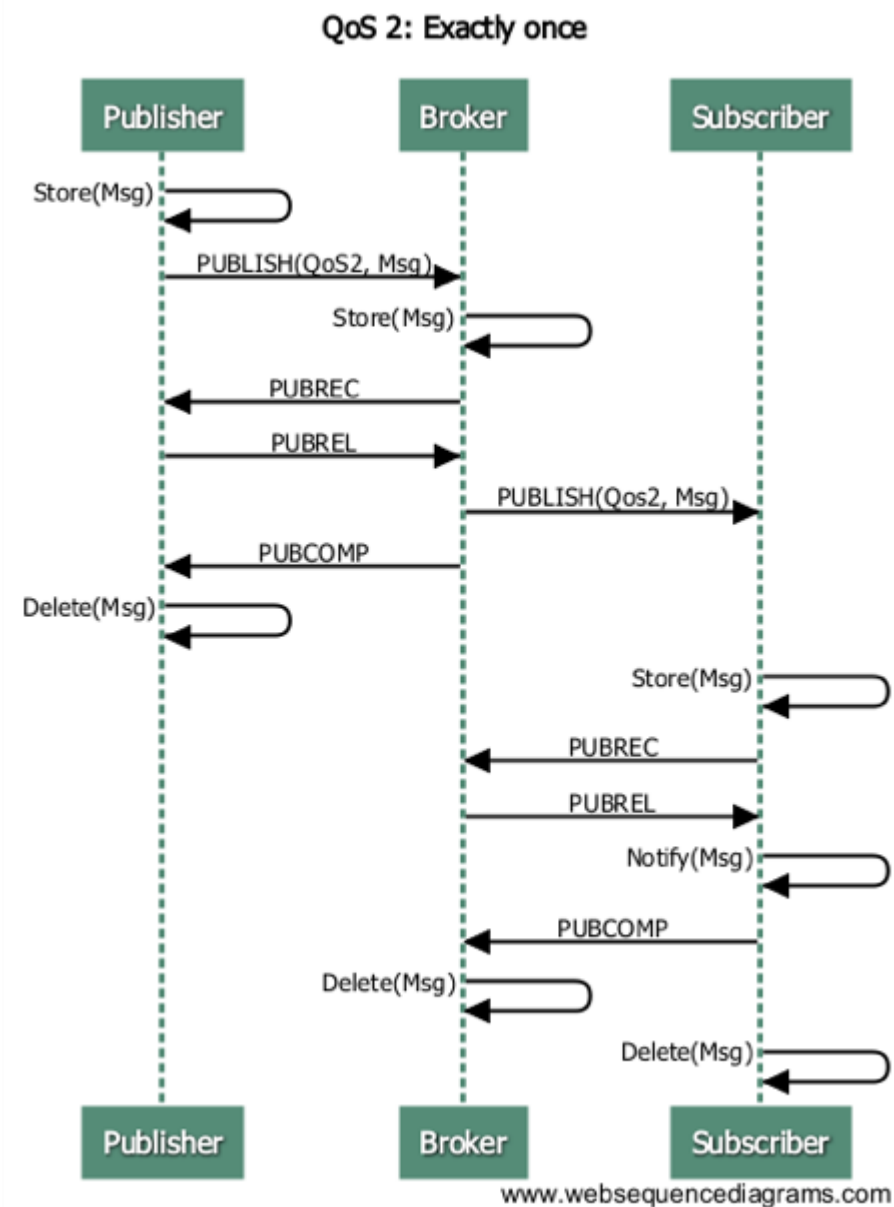 QoS 2: Exactly once
Publisher
Broker
Subscriber
Store(Msg)
PUBLISH(QoS2, Msg)
Store(Msg)
PUBREC
PUBREL
PUBLISH(Qos2, Msg)
PUBCOMP
Delete(Msg)
Store(Msg)
PUBREC
PUBREL
Notify(Msg)
PUBCOMP
Delete(Msg)
Delete(Msg)
Publisher
Broker
Subscriber
www.websequencediagrams.com